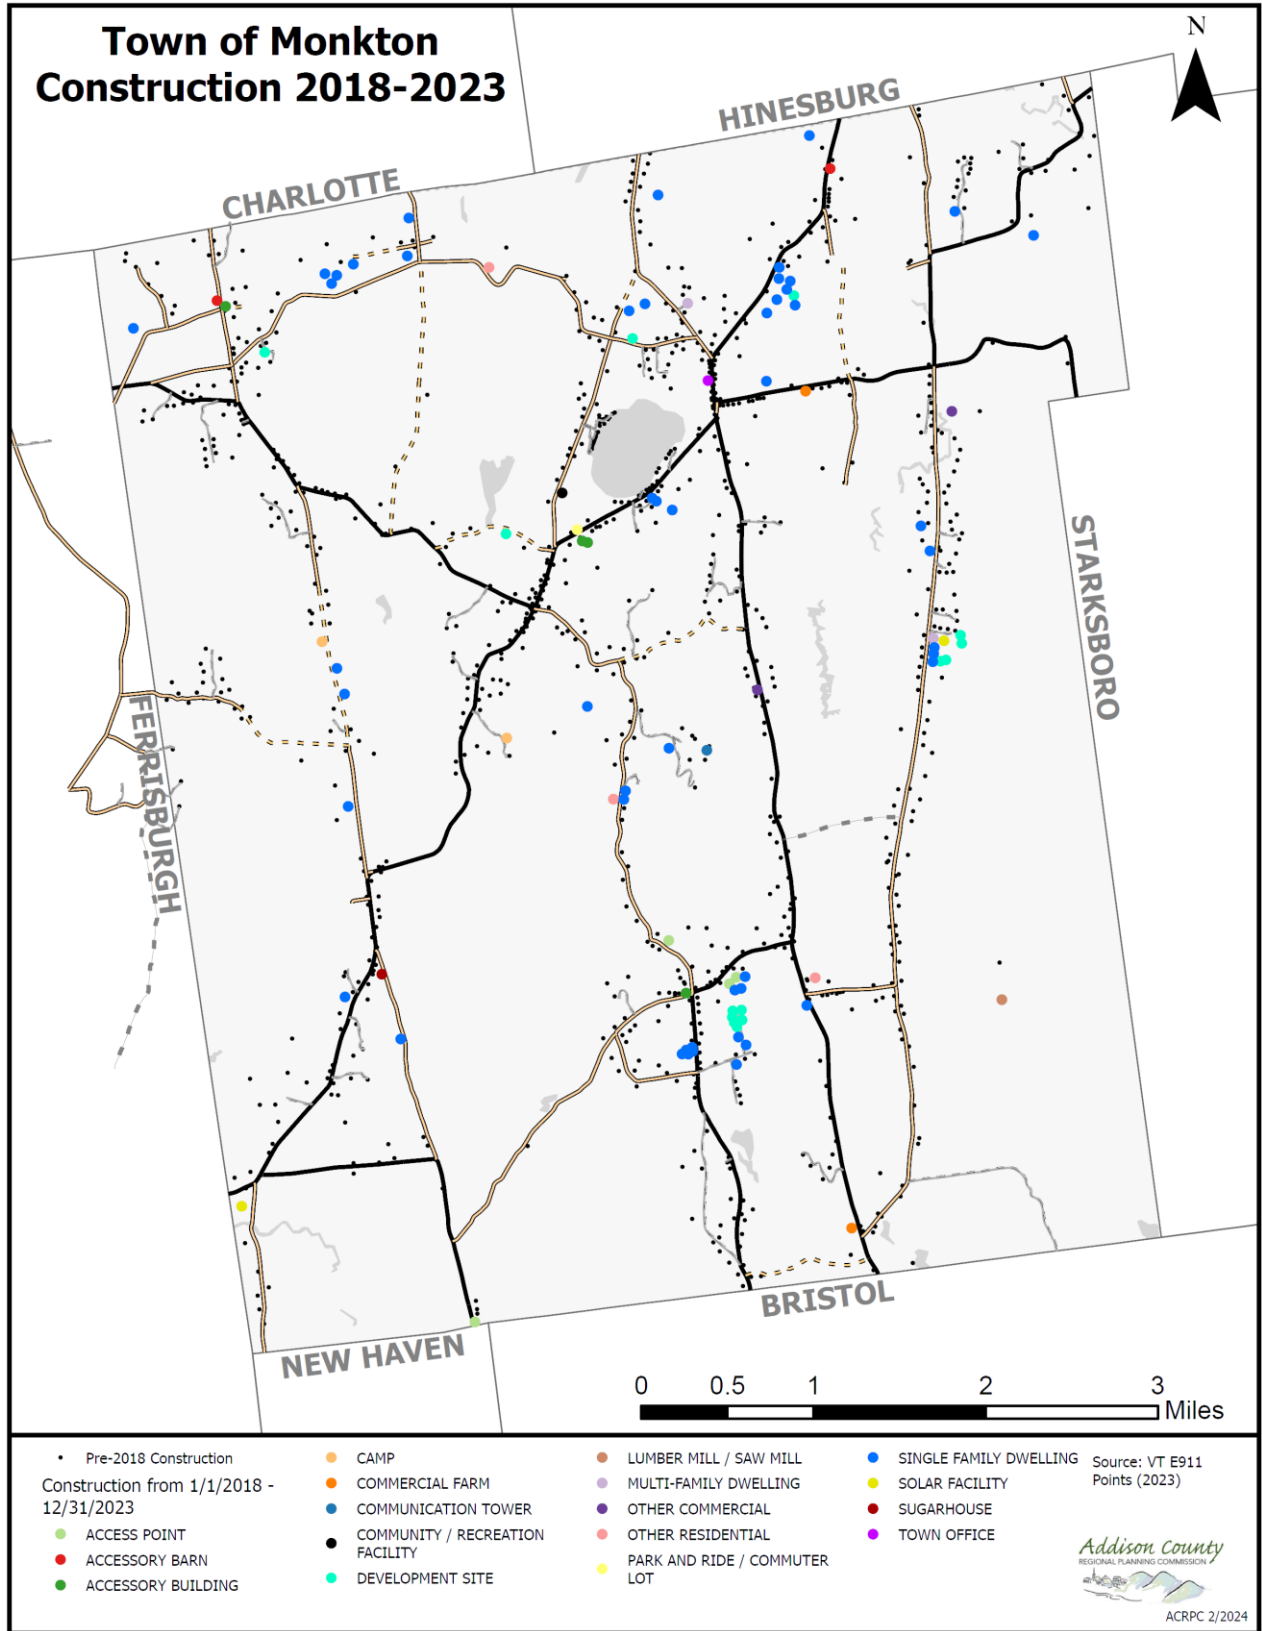 Town of Monkton
Construction 2018-2023
N
HINESBURG
CHARLOTTE
STARKSBORO
FERRISBURGH
BRISTOL
NEW HAVEN
0 0.5 1 2 3
Miles
Pre-2018 Construction
Construction from 1/1/2018 -
12/31/2023
ACCESS POINT
ACCESSORY BARN
ACCESSORY BUILDING
CAMP
COMMERCIAL FARM
COMMUNICATION TOWER
COMMUNITY / RECREATION
FACILITY
DEVELOPMENT SITE
LUMBER MILL / SAW MILL
MULTI-FAMILY DWELLING
OTHER COMMERCIAL
OTHER RESIDENTIAL
PARK AND RIDE / COMMUTER
LOT
SINGLE FAMILY DWELLING
SOLAR FACILITY
SUGARHOUSE
TOWN OFFICE
Source: VT E911
Points (2023)
Addison County
REGIONAL PLANNING COMMISSION
ACRPC 2/2024